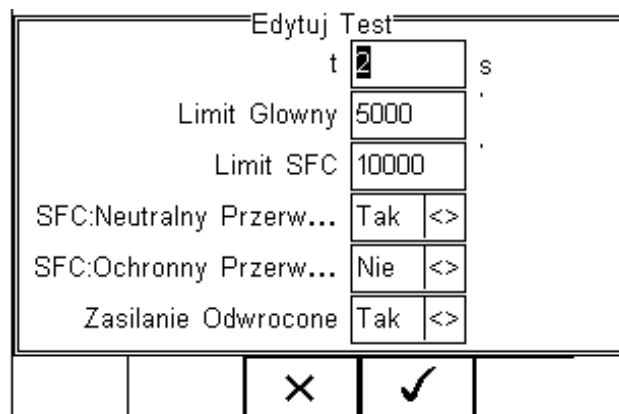 Edytuj Test
t 2 s
Limit Glowny 5000
Limit SFC 10000
SFC:Neutralny Przerw... Tak <>
SFC:Ochronny Przerw... Nie <>
Zasilanie Odwrocone Tak <>